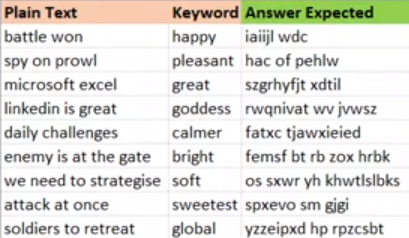 Plain Text Keyword Answer Expected
battle won happy iaiijl wdc
spy on prowl pleasant hac of pehlw
microsoft excel great szgrhyfjt xdtil
linkedin is great goddess rwqnivat wv jvwsz
daily challenges calmer fatxc tjawxieied
enemy is at the gate bright femsf bt rb zox hrbk
we need to strategise soft os sxwr yh khwtlslbks
attack at once sweetest spxevo sm gjgi
soldiers to retreat global yzzeipxd hp rpzcsbt